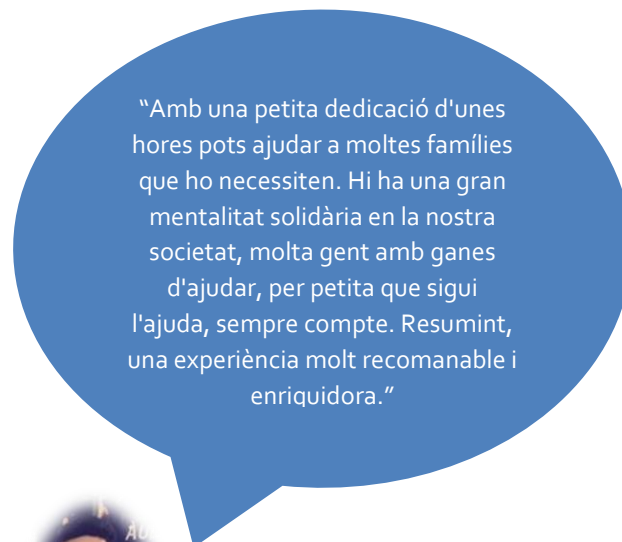 “Amb una petita dedicació d'unes
hores pots ajudar a moltes famílies
que ho necessiten. Hi ha una gran
mentalitat solidària en la nostra
societat, molta gent amb ganes
d'ajudar, per petita que sigui
l'ajuda, sempre compte. Resumint,
una experiència molt recomanable i
enriquidora.”